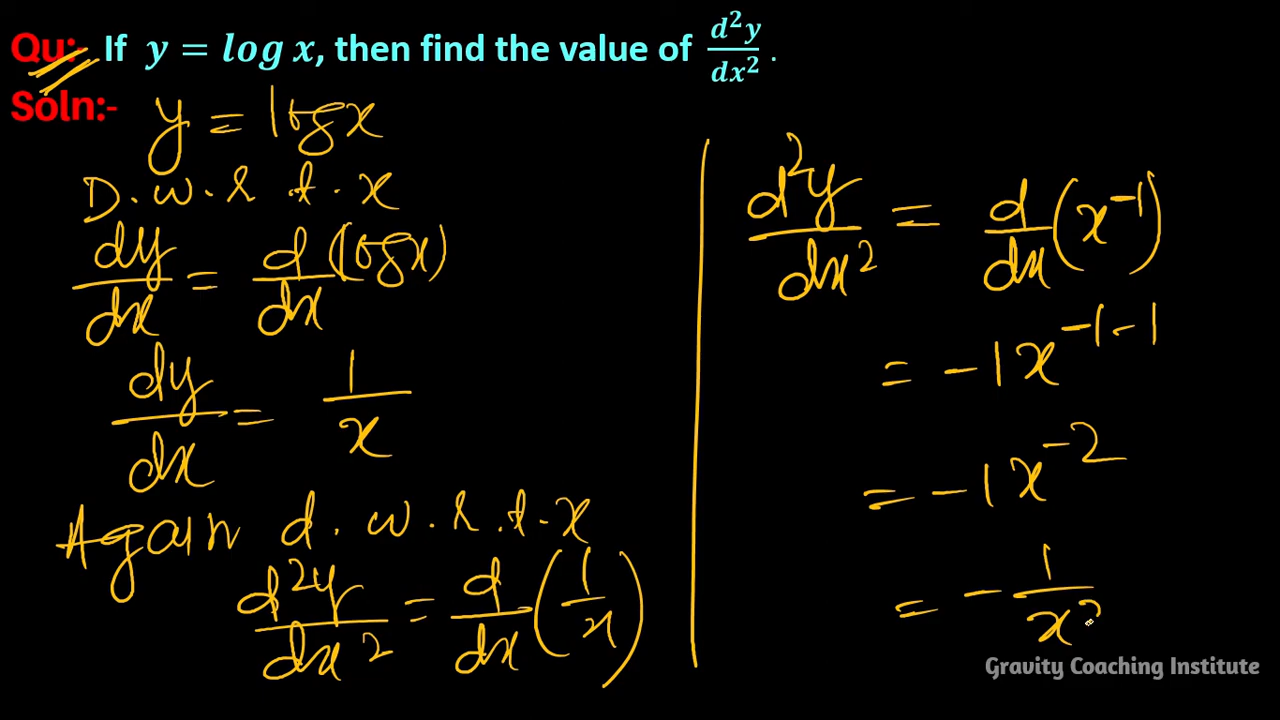 Qu:- If y = log x, then find the value of d²y/dx² .
Soln:- y = log x
D. w. r t. x
dy/dx = d/dx (log x)
dy/dx = 1/x
Again d. w. r. t. x
d²y/dx² = d/dx (1/x)
d²y/dx² = d/dx (x⁻¹)
= -1x⁻¹⁻¹
= -1x⁻²
= - 1/x²
Gravity Coaching Institute